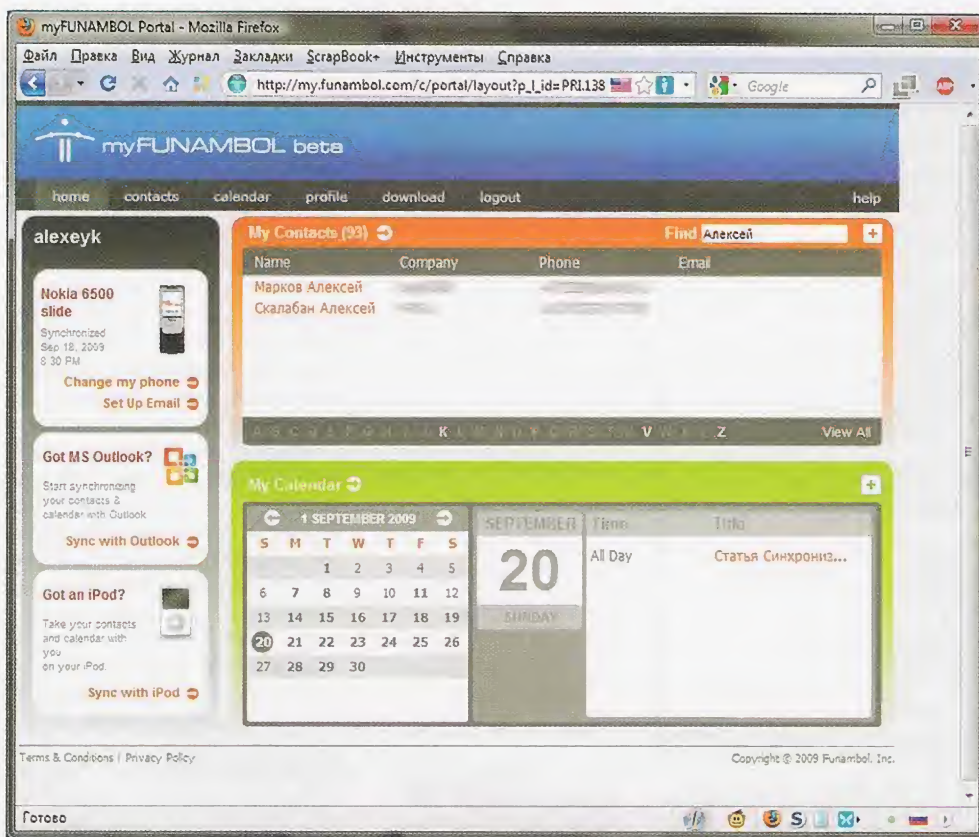 myFUNAMBOL Portal - Mozilla Firefox
Файл Правка Вид Журнал Закладки ScrapBook+ Инструменты Справка
http://my.funambol.com/c/portal/layout?p_l_id=PRI.138 Google
myFUNAMBOL beta
home contacts calendar profile download logout help
alexeyk
Nokia 6500
slide
Synchronized
Sep 18, 2009
8:30 PM
Change my phone
Set Up Email
Got MS Outlook?
Start synchronizing
your contacts &
calendar with Outlook
Sync with Outlook
Got an iPod?
Take your contacts
and calendar with
you
on your iPod.
Sync with iPod
My Contacts (93) Find Алексей +
Name Company Phone Email
Марков Алексей
Скалабан Алексей
K V Z View All
My Calendar +
1 SEPTEMBER 2009
S M T W T F S
1 2 3 4 5
6 7 8 9 10 11 12
13 14 15 16 17 18 19
20 21 22 23 24 25 26
27 28 29 30
SEPTEMBER
20
SUNDAY
Time Title
All Day Статья Синхрониз...
Terms & Conditions | Privacy Policy Copyright © 2009 Funambol, Inc.
Готово